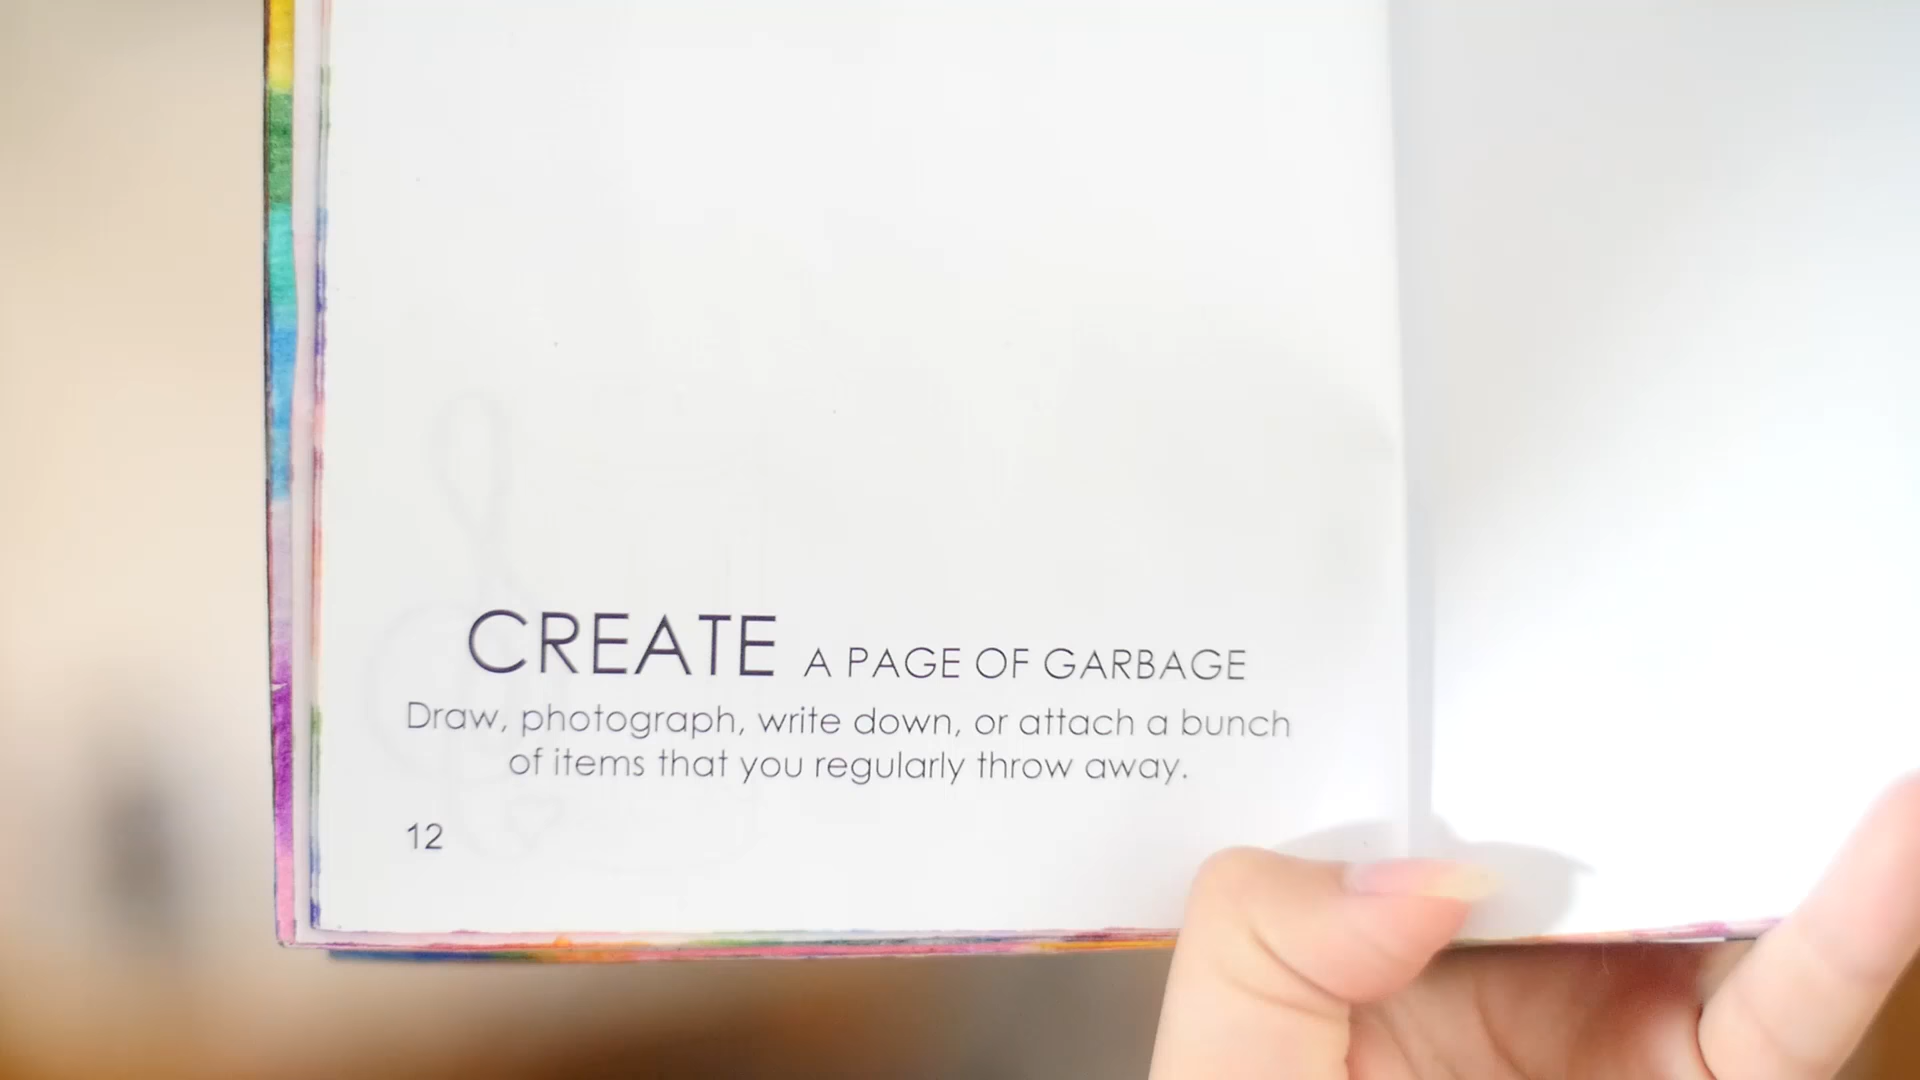 CREATE A PAGE OF GARBAGE
Draw, photograph, write down, or attach a bunch
of items that you regularly throw away.
12